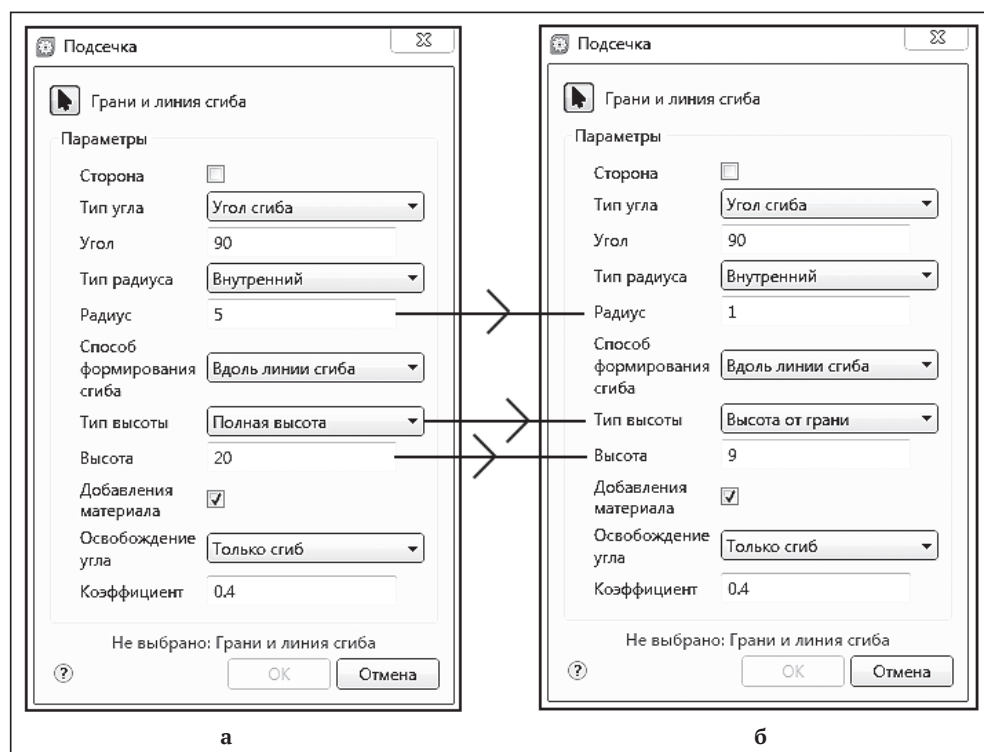 Подсечка
Грани и линия сгиба
Параметры
Сторона
Тип угла Угол сгиба
Угол 90
Тип радиуса Внутренний
Радиус 5
Способ
формирования Вдоль линии сгиба
сгиба
Тип высоты Полная высота
Высота 20
Добавления
материала
Освобождение
угла Только сгиб
Коэффициент 0.4
Не выбрано: Грани и линия сгиба
? OK Отмена
а
Подсечка
Грани и линия сгиба
Параметры
Сторона
Тип угла Угол сгиба
Угол 90
Тип радиуса Внутренний
Радиус 1
Способ
формирования Вдоль линии сгиба
сгиба
Тип высоты Высота от грани
Высота 9
Добавления
материала
Освобождение
угла Только сгиб
Коэффициент 0.4
Не выбрано: Грани и линия сгиба
? OK Отмена
б